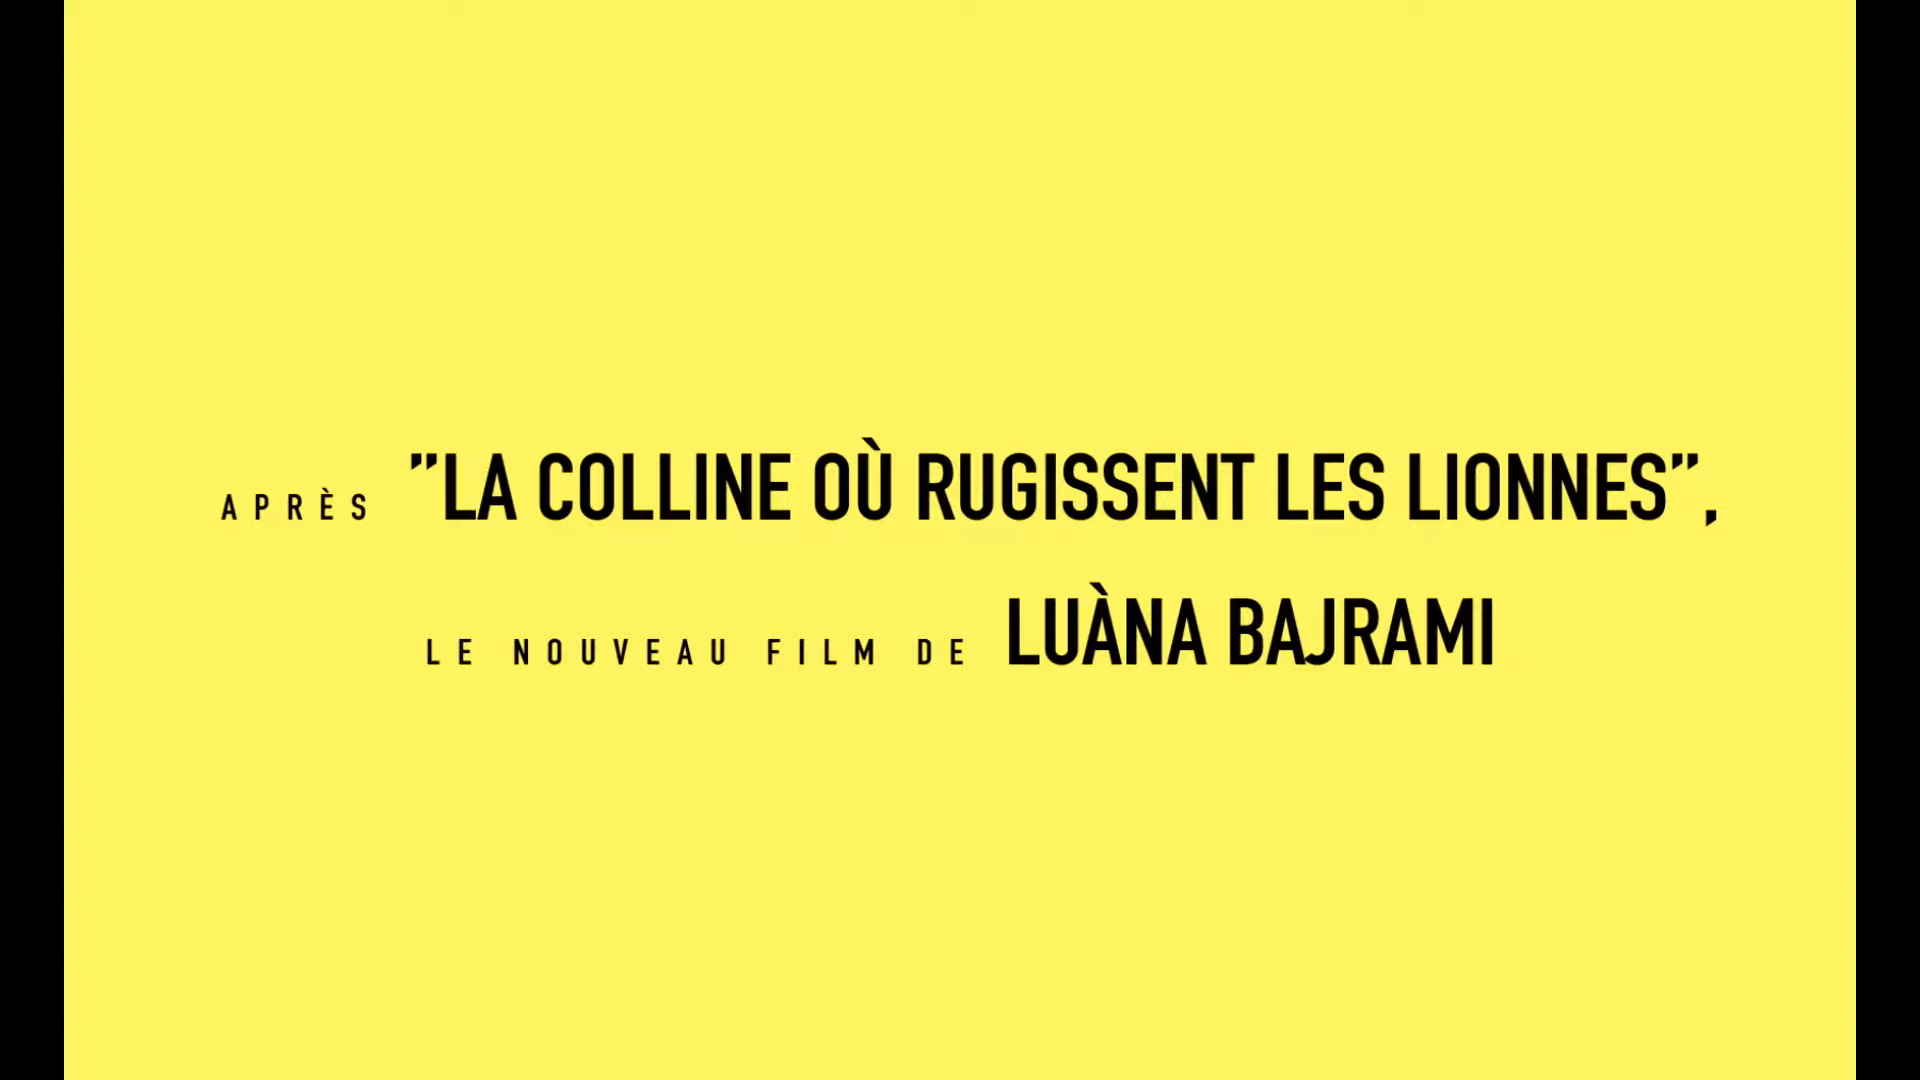 APRÈS ”LA COLLINE OÙ RUGISSENT LES LIONNES”,
LE NOUVEAU FILM DE LUÀNA BAJRAMI